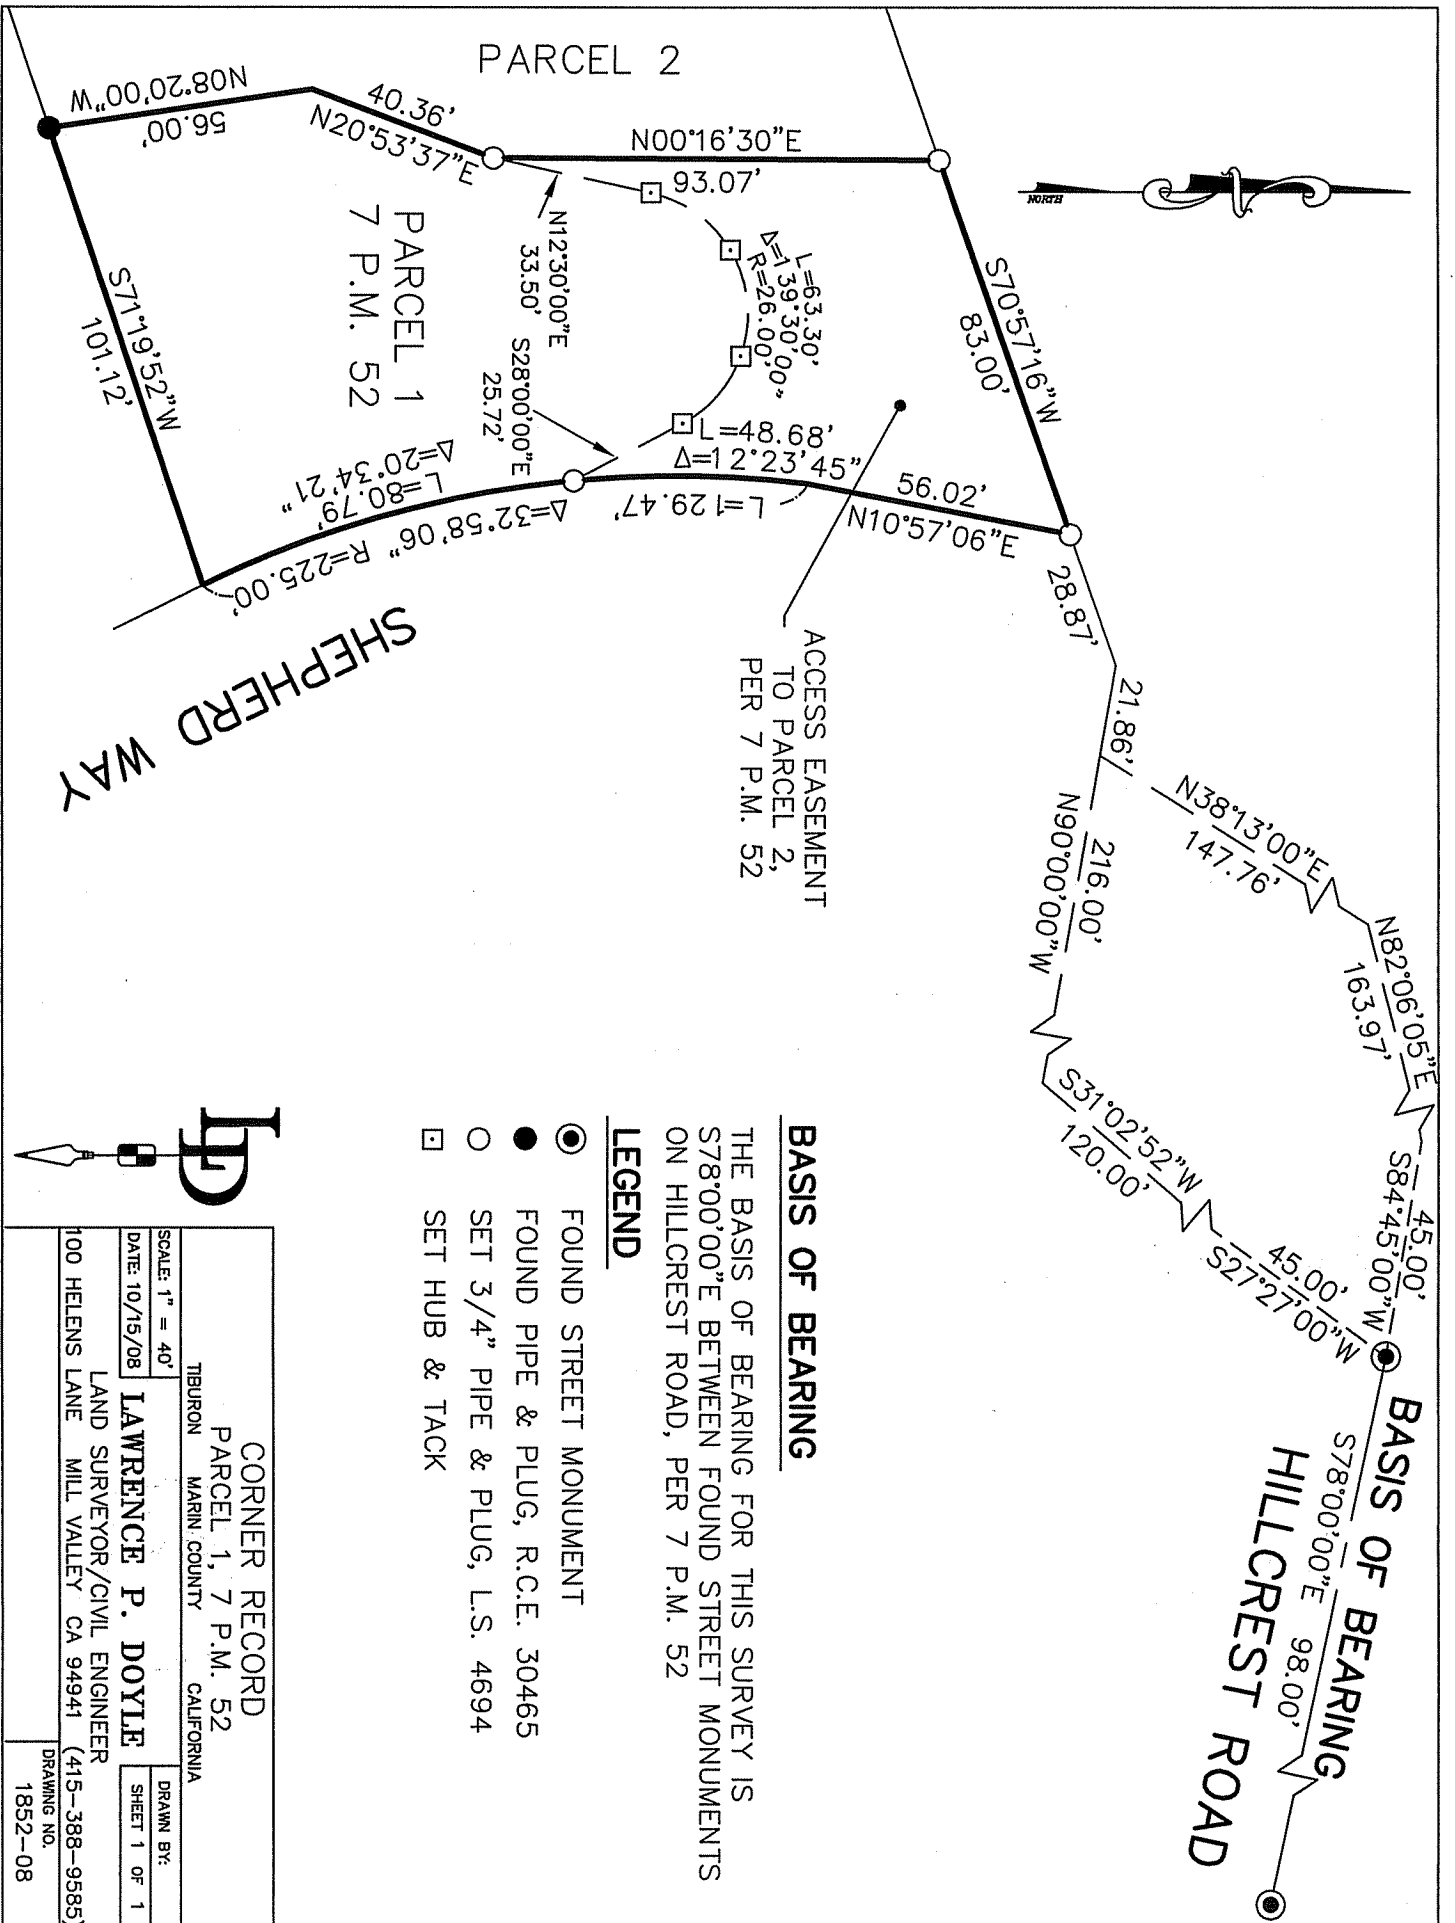 PARCEL 2
N08°20'00"W
56.00'
40.36'
N20°53'37"E
N00°16'30"E
93.07'
NORTH
S70°57'16"W
83.00'
L=63.30'
Δ=139°30'00"
R=26.00'
N12°30'00"E
33.50'
S28°00'00"E
25.72'
PARCEL 1
7 P.M. 52
S71°19'52"W
101.12'
L=48.68'
Δ=12°23'45"
56.02'
N10°57'06"E
L=129.47'
Δ=32°58'06" R=225.00'
L=80.79'
Δ=20°34'21"
SHEPHERD WAY
28.87'
21.86'
ACCESS EASEMENT
TO PARCEL 2,
PER 7 P.M. 52
N38°13'00"E
147.76'
N82°06'05"E
163.97'
45.00'
S84°45'00"W
216.00'
N90°00'00"W
S31°02'52"W
120.00'
45.00'
S27°27'00"W
BASIS OF BEARING
S78°00'00"E 98.00'
HILLCREST ROAD
BASIS OF BEARING
THE BASIS OF BEARING FOR THIS SURVEY IS
S78°00'00"E BETWEEN FOUND STREET MONUMENTS
ON HILLCREST ROAD, PER 7 P.M. 52
LEGEND
FOUND STREET MONUMENT
FOUND PIPE & PLUG, R.C.E. 30465
SET 3/4" PIPE & PLUG, L.S. 4694
SET HUB & TACK
LD
CORNER RECORD
PARCEL 1, 7 P.M. 52
TIBURON MARIN COUNTY CALIFORNIA
SCALE: 1" = 40'
DATE: 10/15/08
LAWRENCE P. DOYLE
DRAWN BY:
SHEET 1 OF 1
LAND SURVEYOR/CIVIL ENGINEER
100 HELENS LANE MILL VALLEY CA 94941 (415-388-9585)
DRAWING NO.
1852-08